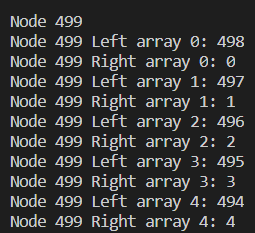 Node 499
Node 499 Left array 0: 498
Node 499 Right array 0: 0
Node 499 Left array 1: 497
Node 499 Right array 1: 1
Node 499 Left array 2: 496
Node 499 Right array 2: 2
Node 499 Left array 3: 495
Node 499 Right array 3: 3
Node 499 Left array 4: 494
Node 499 Right array 4: 4